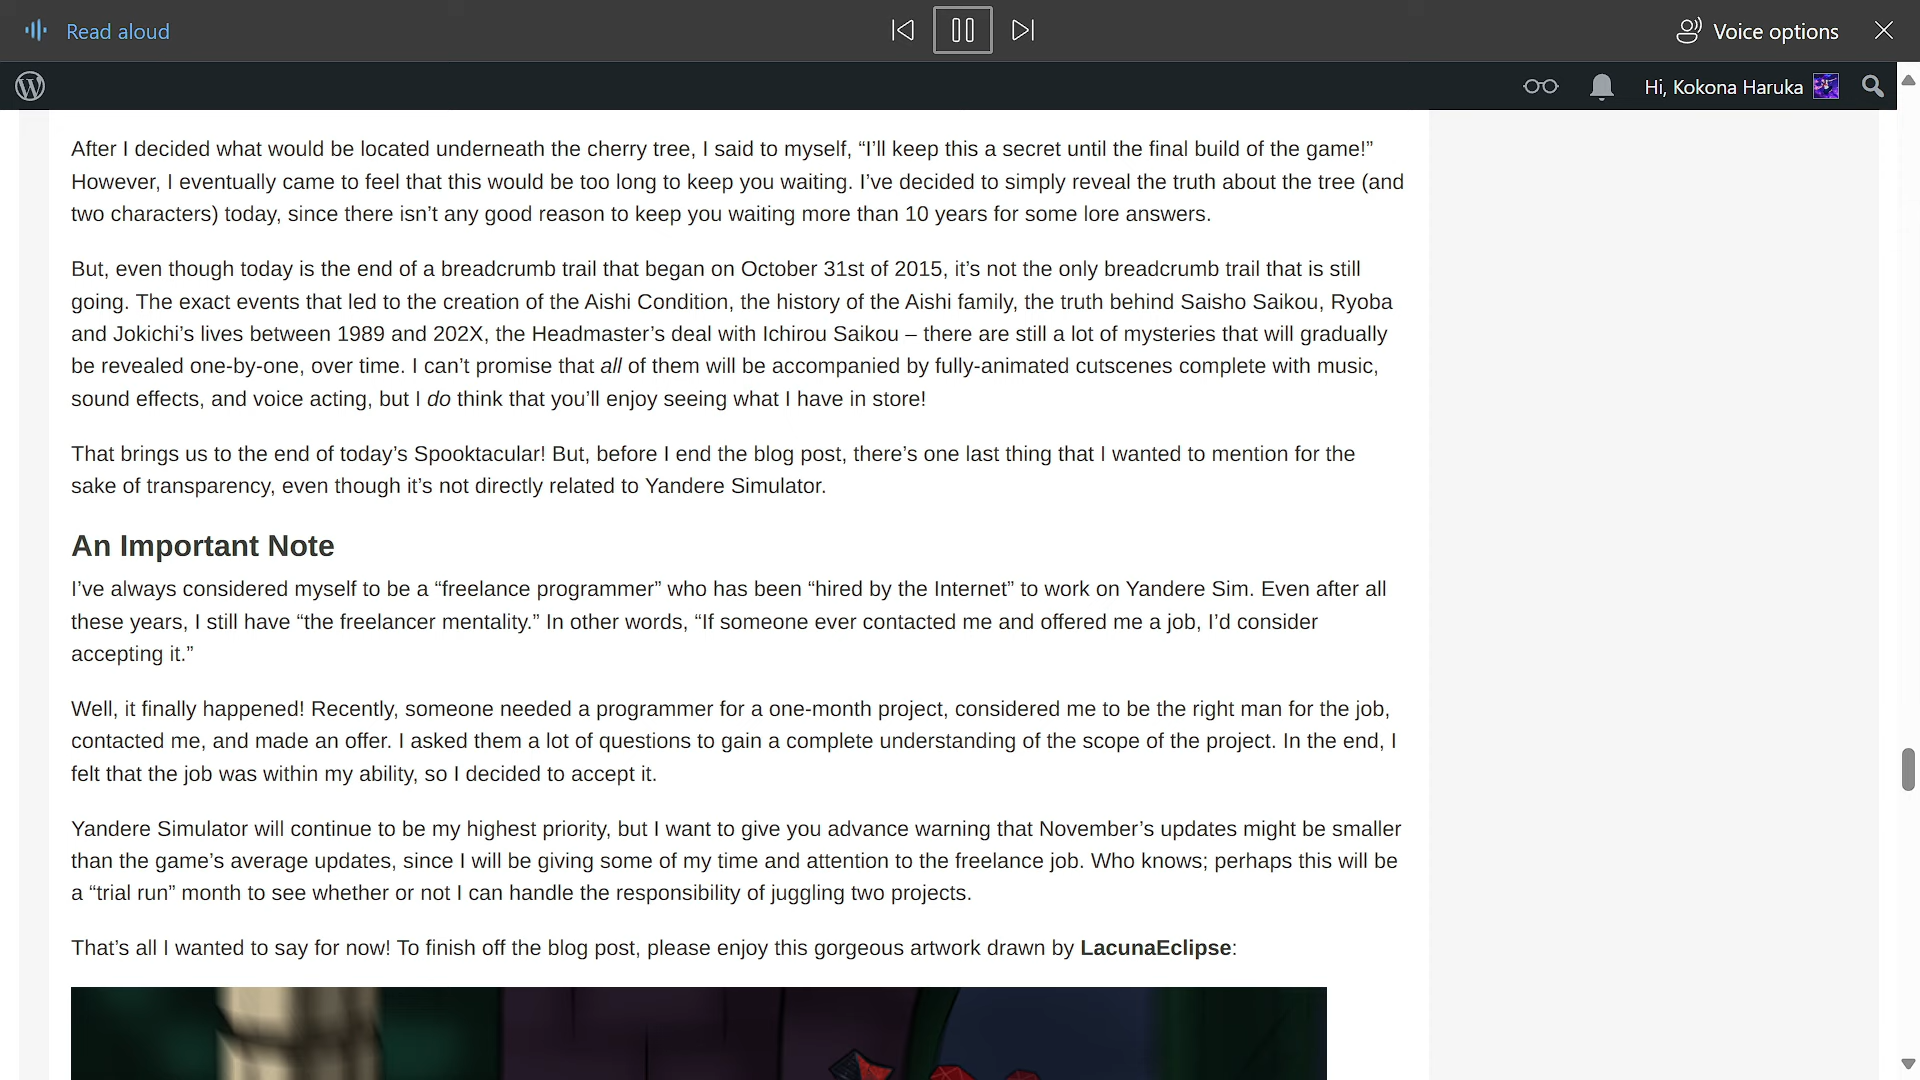 Read aloud
Voice options
Hi, Kokona Haruka
After I decided what would be located underneath the cherry tree, I said to myself, “I’ll keep this a secret until the final build of the game!”
However, I eventually came to feel that this would be too long to keep you waiting. I’ve decided to simply reveal the truth about the tree (and
two characters) today, since there isn’t any good reason to keep you waiting more than 10 years for some lore answers.
But, even though today is the end of a breadcrumb trail that began on October 31st of 2015, it’s not the only breadcrumb trail that is still
going. The exact events that led to the creation of the Aishi Condition, the history of the Aishi family, the truth behind Saisho Saikou, Ryoba
and Jokichi’s lives between 1989 and 202X, the Headmaster’s deal with Ichirou Saikou – there are still a lot of mysteries that will gradually
be revealed one-by-one, over time. I can’t promise that all of them will be accompanied by fully-animated cutscenes complete with music,
sound effects, and voice acting, but I do think that you’ll enjoy seeing what I have in store!
That brings us to the end of today’s Spooktacular! But, before I end the blog post, there’s one last thing that I wanted to mention for the
sake of transparency, even though it’s not directly related to Yandere Simulator.
An Important Note
I’ve always considered myself to be a “freelance programmer” who has been “hired by the Internet” to work on Yandere Sim. Even after all
these years, I still have “the freelancer mentality.” In other words, “If someone ever contacted me and offered me a job, I’d consider
accepting it.”
Well, it finally happened! Recently, someone needed a programmer for a one-month project, considered me to be the right man for the job,
contacted me, and made an offer. I asked them a lot of questions to gain a complete understanding of the scope of the project. In the end, I
felt that the job was within my ability, so I decided to accept it.
Yandere Simulator will continue to be my highest priority, but I want to give you advance warning that November’s updates might be smaller
than the game’s average updates, since I will be giving some of my time and attention to the freelance job. Who knows; perhaps this will be
a “trial run” month to see whether or not I can handle the responsibility of juggling two projects.
That’s all I wanted to say for now! To finish off the blog post, please enjoy this gorgeous artwork drawn by LacunaEclipse: